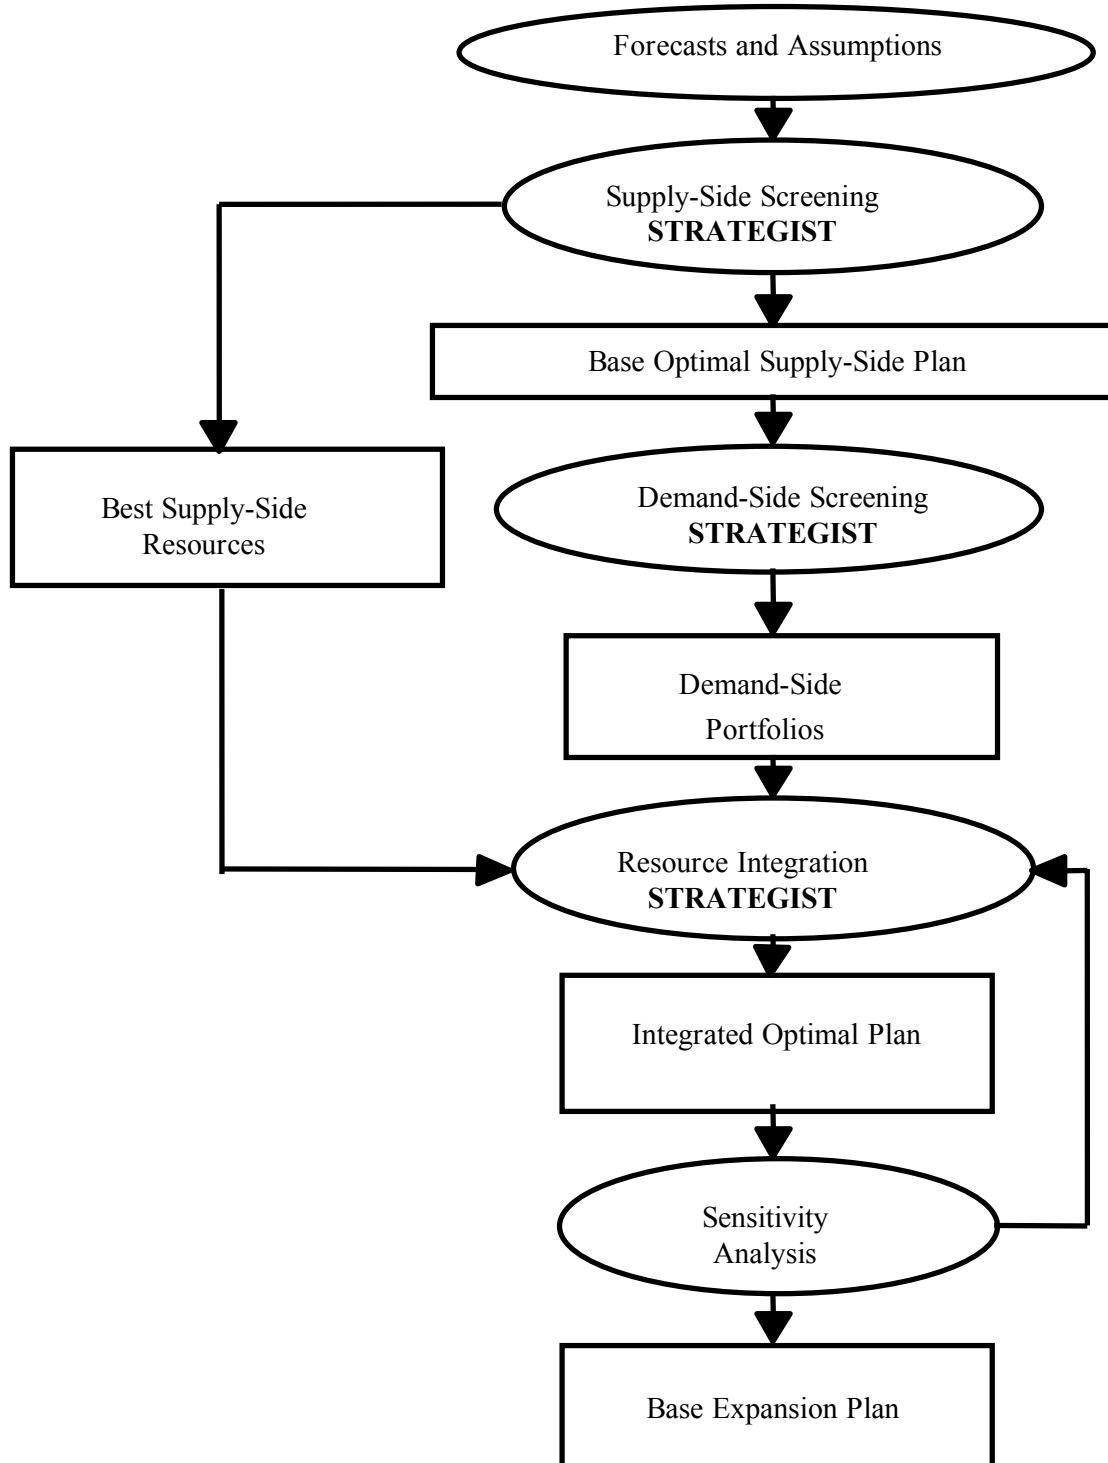 Forecasts and Assumptions
Supply-Side Screening
STRATEGIST
Base Optimal Supply-Side Plan
Best Supply-Side
Resources
Demand-Side Screening
STRATEGIST
Demand-Side
Portfolios
Resource Integration
STRATEGIST
Integrated Optimal Plan
Sensitivity
Analysis
Base Expansion Plan